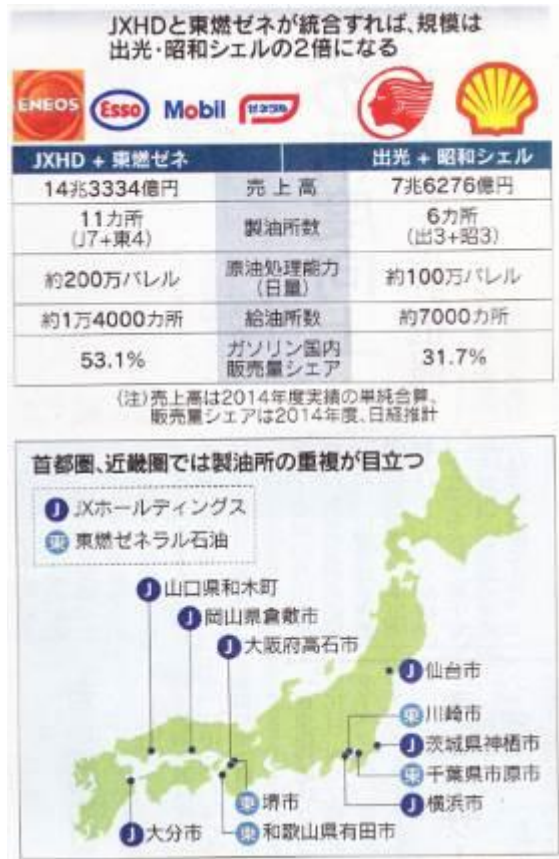 JXHDと東燃ゼネが統合すれば、規模は
出光・昭和シェルの2倍になる
ENEOS Esso Mobil ゼネラル
JXHD + 東燃ゼネ 出光 + 昭和シェル
14兆3334億円 売上高 7兆6276億円
11カ所 製油所数 6カ所
(J7+東4) (出3+昭3)
約200万バレル 原油処理能力 約100万バレル
(日量)
約1万4000カ所 給油所数 約7000カ所
53.1% ガソリン国内 31.7%
販売量シェア
(注)売上高は2014年度実績の単純合算、
販売量シェアは2014年度、日経推計
首都圏、近畿圏では製油所の重複が目立つ
J JXホールディングス
東 東燃ゼネラル石油
J 山口県和木町
J 岡山県倉敷市
J 大阪府高石市
J 仙台市
東 川崎市
J 茨城県神栖市
東 千葉県市原市
東 堺市 J 横浜市
J 大分市 東 和歌山県有田市